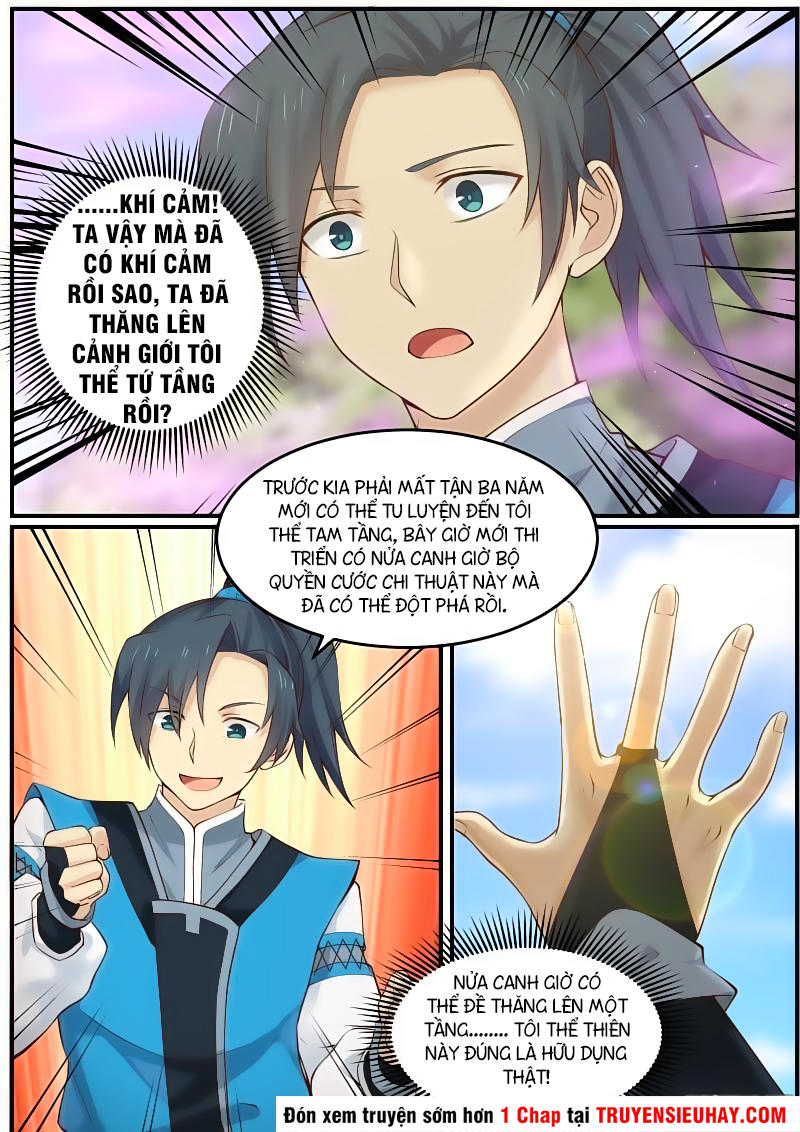 ......KHÍ CẢM!
TA VẬY MÀ ĐÃ
CÓ KHÍ CẢM
RỒI SAO, TA ĐÃ
THĂNG LÊN
CẢNH GIỚI TÔI
THỂ TỨ TẦNG
RỒI?
TRƯỚC KIA PHẢI MẤT TẬN BA NĂM
MỚI CÓ THỂ TU LUYỆN ĐẾN TÔI
THỂ TAM TẦNG, BÂY GIỜ MỚI THI
TRIỂN CÓ NỬA CANH GIỜ BỘ
QUYỀN CƯỚC CHI THUẬT NÀY MÀ
ĐÃ CÓ THỂ ĐỘT PHÁ RỒI.
NỬA CANH GIỜ CÓ
THỂ ĐỀ THĂNG LÊN MỘT
TẦNG........ TÔI THỂ THIÊN
NÀY ĐÚNG LÀ HỮU DỤNG
THẬT!
Đón xem truyện sớm hơn 1 Chap tại TRUYENSIEUHAY.COM